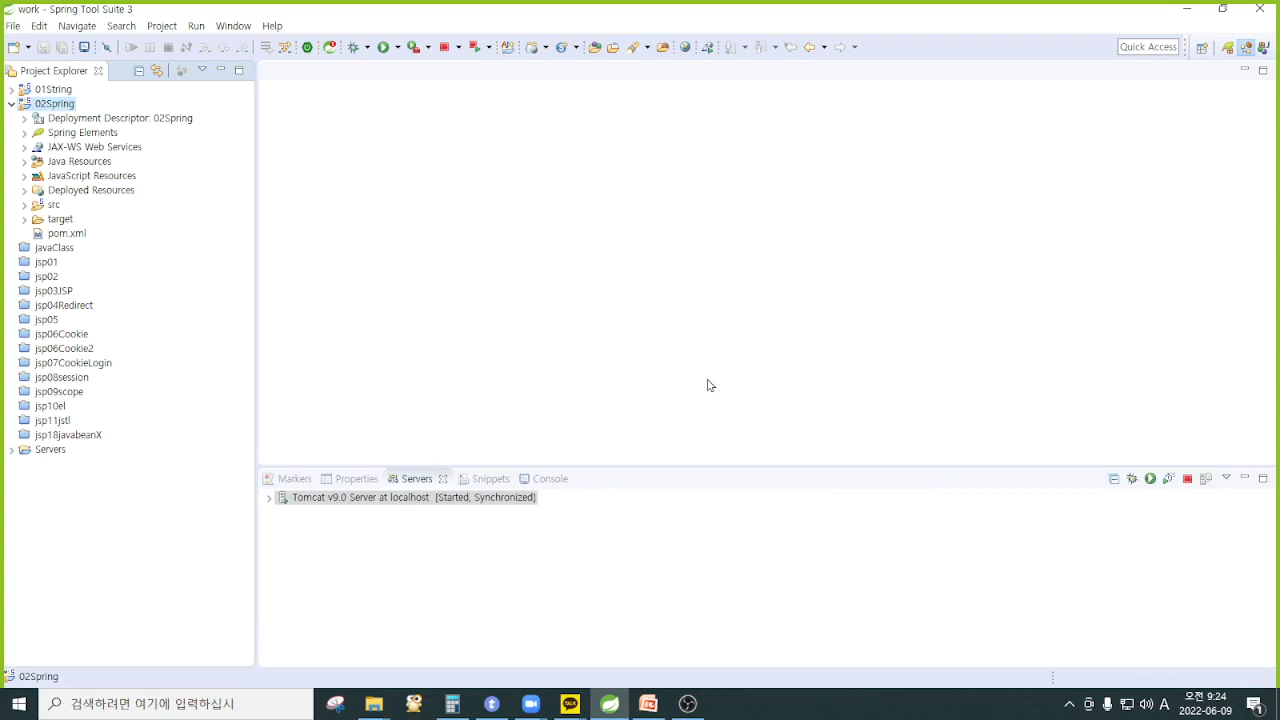 work - Spring Tool Suite 3
File Edit Navigate Search Project Run Window Help
Quick Access
Project Explorer
01String
02Spring
Deployment Descriptor: 02Spring
Spring Elements
JAX-WS Web Services
Java Resources
JavaScript Resources
Deployed Resources
src
target
pom.xml
javaClass
jsp01
jsp02
jsp03JSP
jsp04Redirect
jsp05
jsp06Cookie
jsp06Cookie2
jsp07CookieLogin
jsp08session
jsp09scope
jsp10el
jsp11jstl
jsp18javabeanX
Servers
Markers Properties Servers Snippets Console
Tomcat v9.0 Server at localhost [Started, Synchronized]
02Spring
검색하려면 여기에 입력하십시
TALK
A
오전 9:24
2022-06-09
1